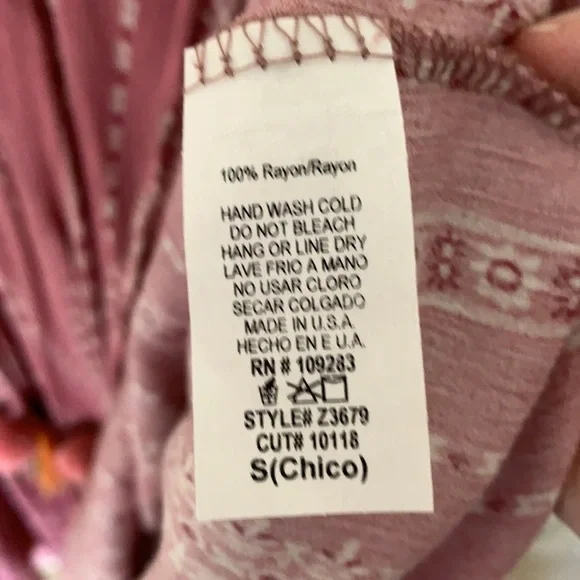 100% Rayon/Rayon
HAND WASH COLD
DO NOT BLEACH
HANG OR LINE DRY
LAVE FRIO A MANO
NO USAR CLORO
SECAR COLGADO
MADE IN U.S.A.
HECHO EN E U.A.
RN # 109283
STYLE# Z3679
CUT# 10118
S(Chico)